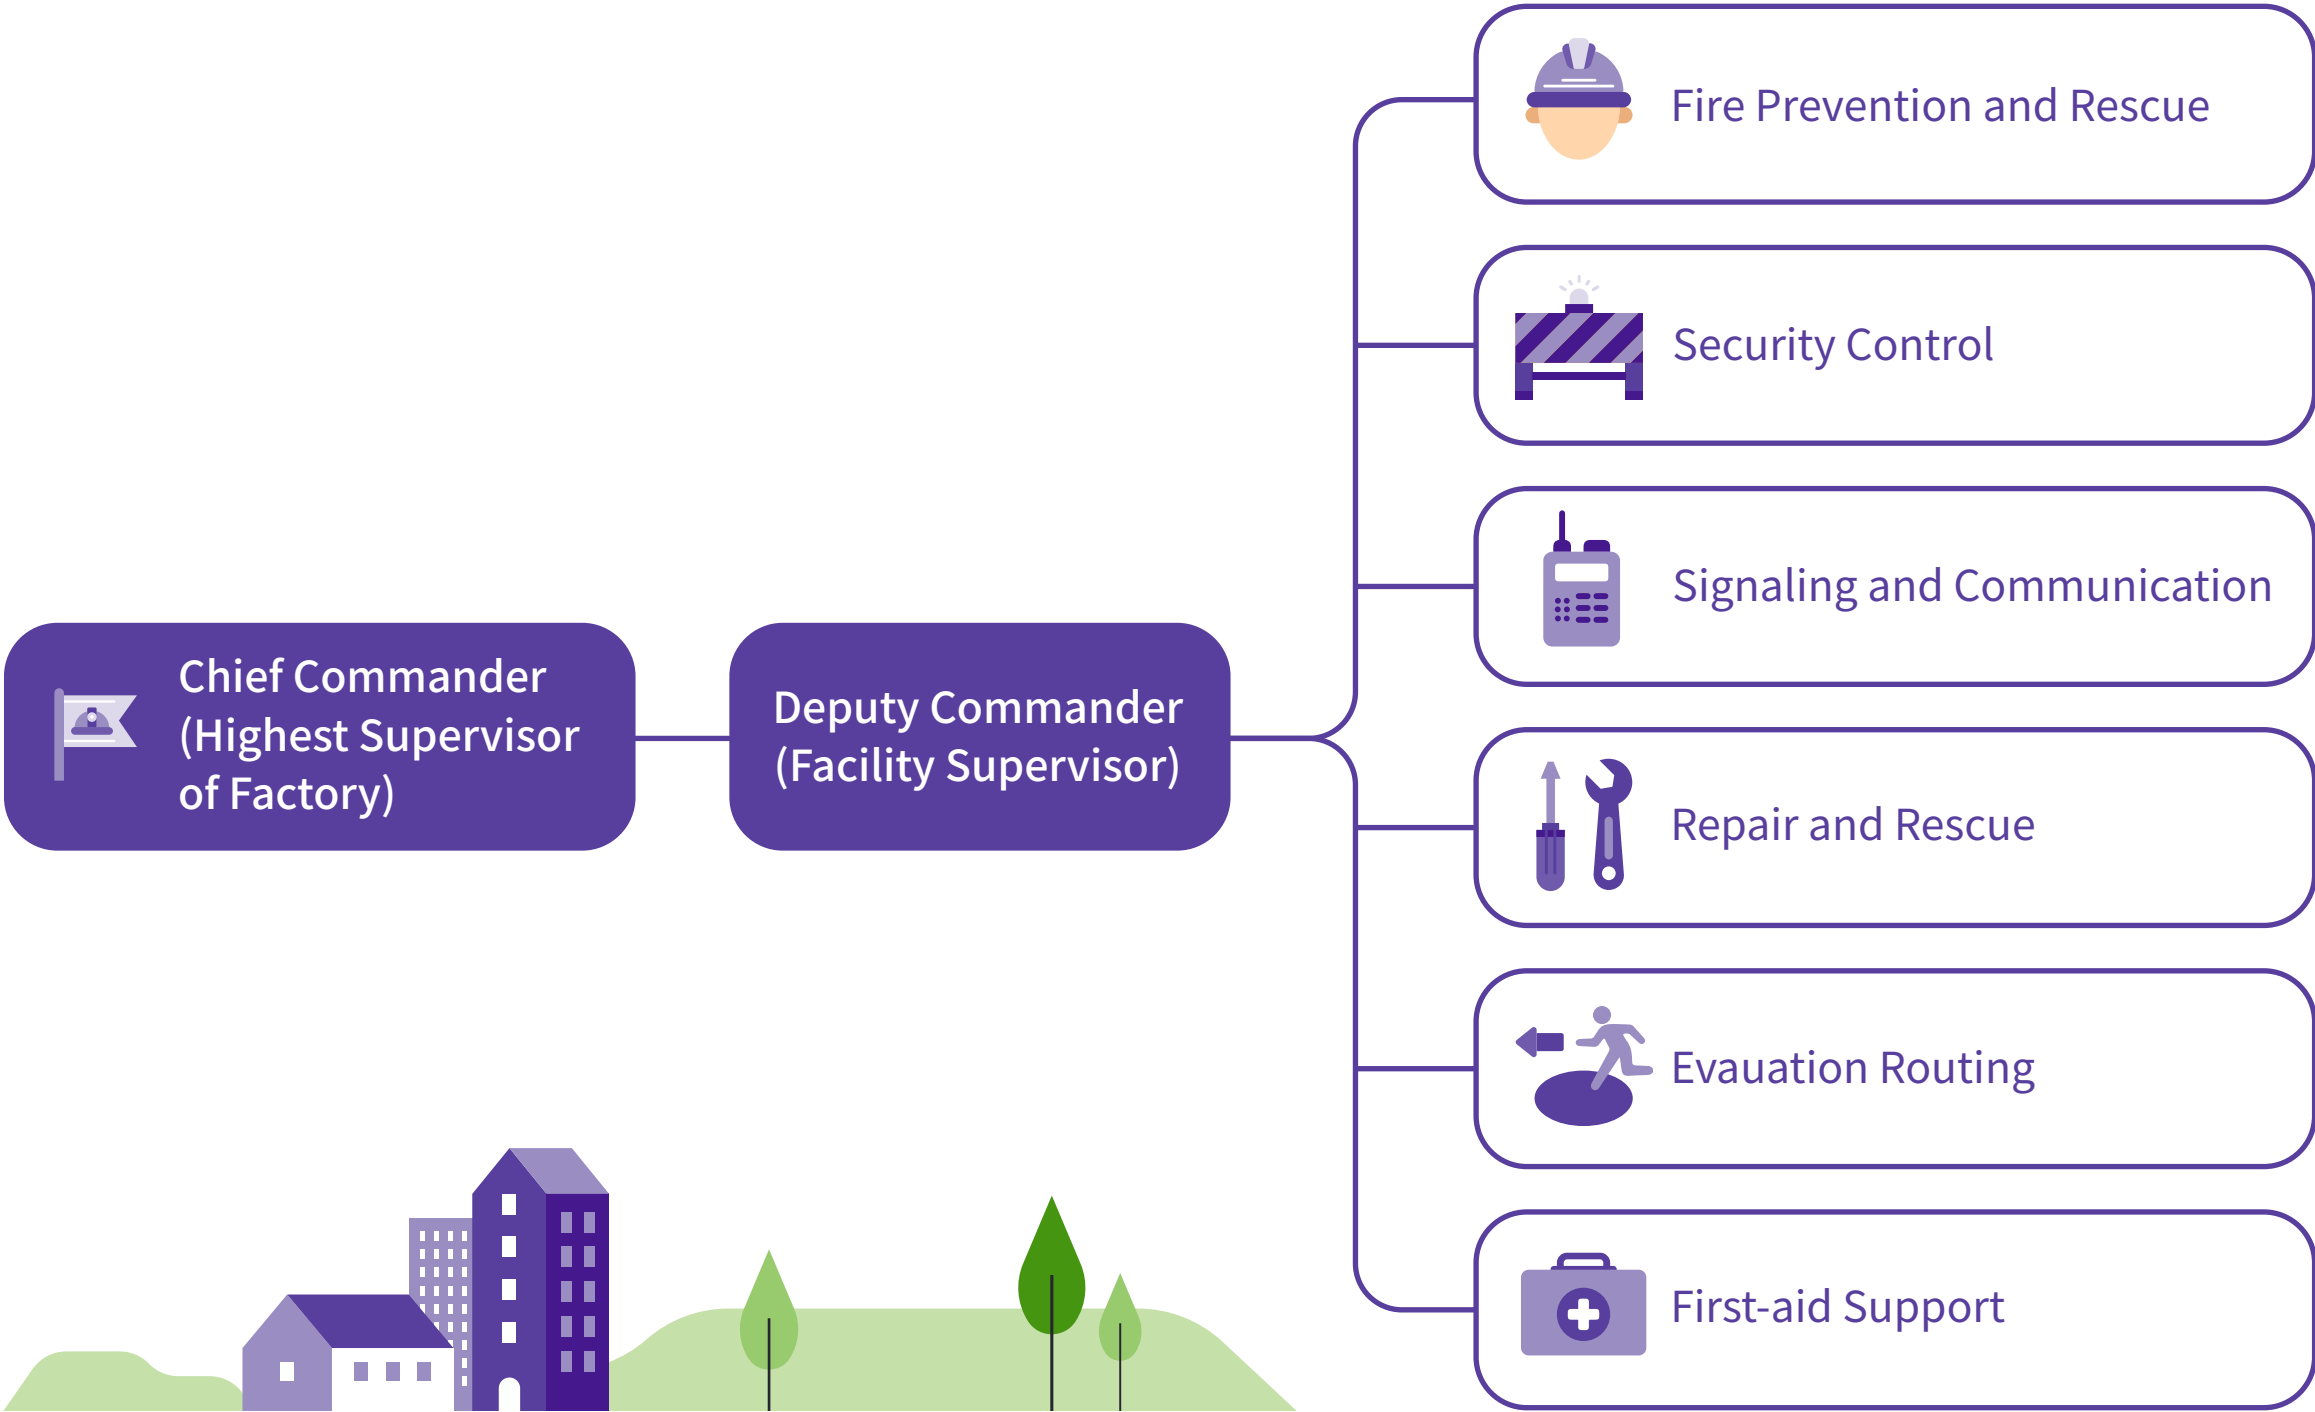 Chief Commander
(Highest Supervisor
of Factory)
Deputy Commander
(Facility Supervisor)
Fire Prevention and Rescue
Security Control
Signaling and Communication
Repair and Rescue
Evauation Routing
First-aid Support